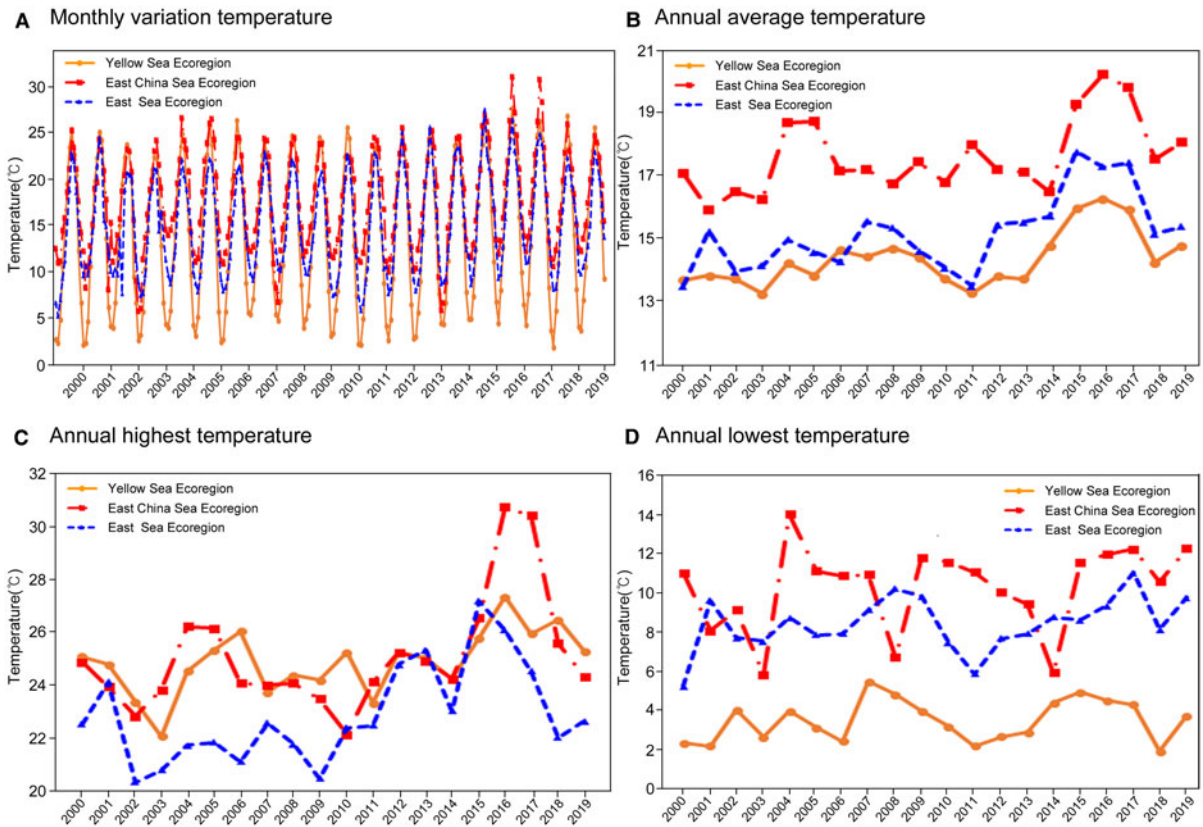 A Monthly variation temperature
Yellow Sea Ecoregion
East China Sea Ecoregion
East Sea Ecoregion
Temperature(℃)
30
25
20
15
10
5
0
2000 2001 2002 2003 2004 2005 2006 2007 2008 2009 2010 2011 2012 2013 2014 2015 2016 2017 2018 2019
B Annual average temperature
Yellow Sea Ecoregion
East China Sea Ecoregion
East Sea Ecoregion
Temperature(℃)
21
19
17
15
13
11
2000 2001 2002 2003 2004 2005 2006 2007 2008 2009 2010 2011 2012 2013 2014 2015 2016 2017 2018 2019
C Annual highest temperature
Yellow Sea Ecoregion
East China Sea Ecoregion
East Sea Ecoregion
Temperature(℃)
32
30
28
26
24
22
20
2000 2001 2002 2003 2004 2005 2006 2007 2008 2009 2010 2011 2012 2013 2014 2015 2016 2017 2018 2019
D Annual lowest temperature
Yellow Sea Ecoregion
East China Sea Ecoregion
East Sea Ecoregion
Temperature(℃)
16
14
12
10
8
6
4
2
0
2000 2001 2002 2003 2004 2005 2006 2007 2008 2009 2010 2011 2012 2013 2014 2015 2016 2017 2018 2019